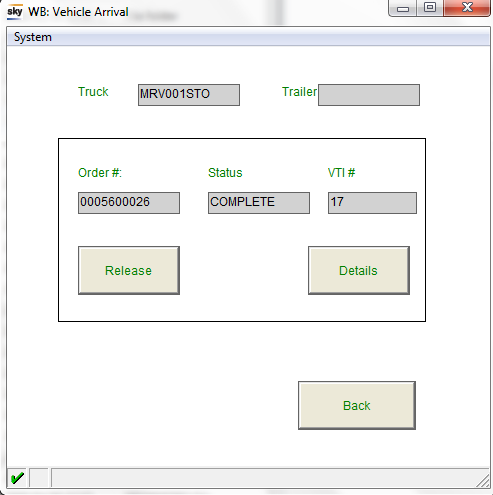 sky WB: Vehicle Arrival
System
Truck MRV001STO Trailer
Order #: Status VTI #
0005600026 COMPLETE 17
Release Details
Back